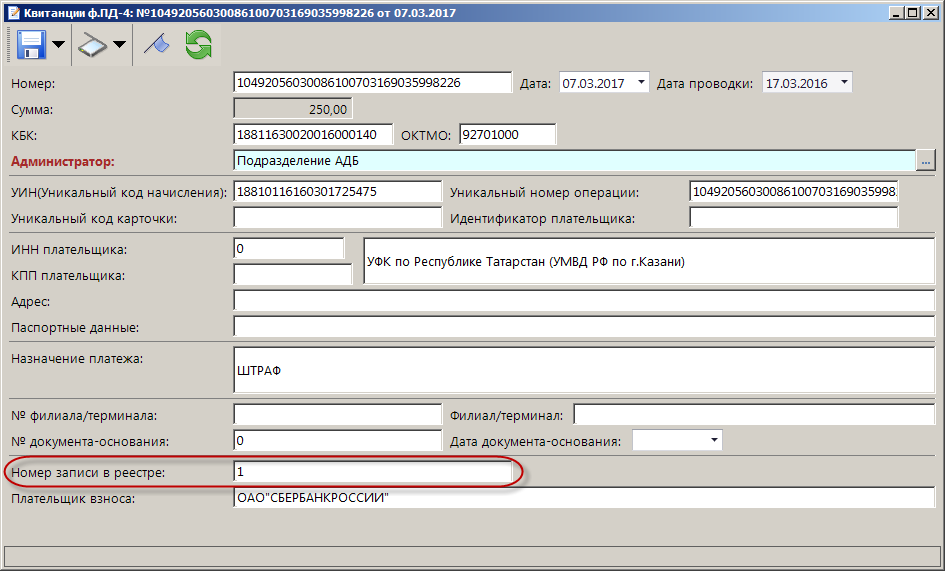 Квитанции ф.ПД-4: №10492056030086100703169035998226 от 07.03.2017
Номер: 10492056030086100703169035998226 Дата: 07.03.2017 Дата проводки: 17.03.2016
Сумма: 250,00
КБК: 18811630020016000140 ОКТМО: 92701000
Администратор: Подразделение АДБ ...
УИН(Уникальный код начисления): 18810116160301725475 Уникальный номер операции: 10492056030086100703169035998
Уникальный код карточки: Идентификатор плательщика:
ИНН плательщика: 0 УФК по Республике Татарстан (УМВД РФ по г.Казани)
КПП плательщика:
Адрес:
Паспортные данные:
Назначение платежа: ШТРАФ
№ филиала/терминала: Филиал/терминал:
№ документа-основания: 0 Дата документа-основания:
Номер записи в реестре: 1
Плательщик взноса: ОАО"СБЕРБАНКРОССИИ"